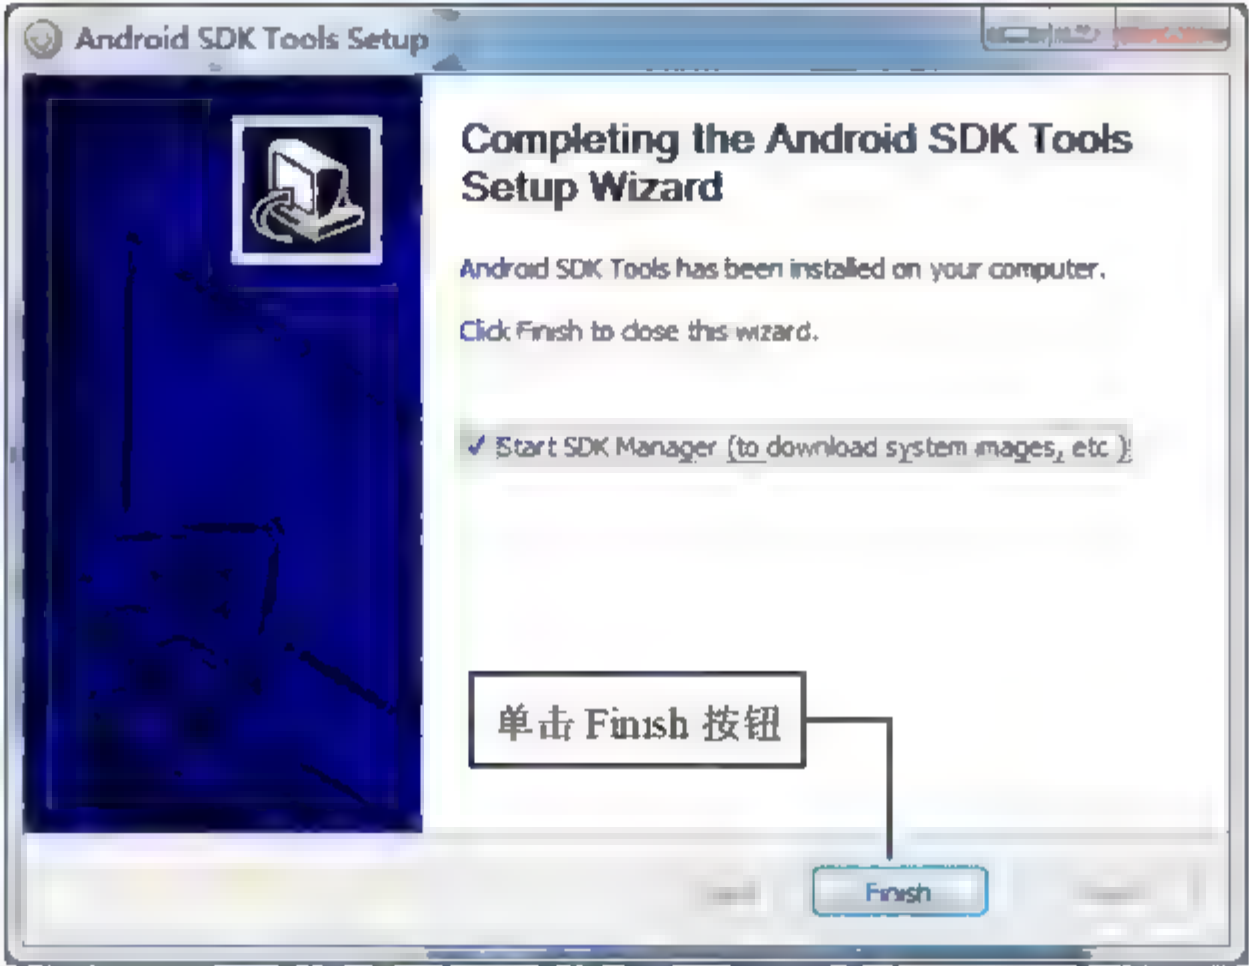 Android SDK Tools Setup
Completing the Android SDK Tools
Setup Wizard
Android SDK Tools has been installed on your computer.
Click Finish to close this wizard.
Start SDK Manager (to download system images, etc.)
单击 Finish 按钮
Finish